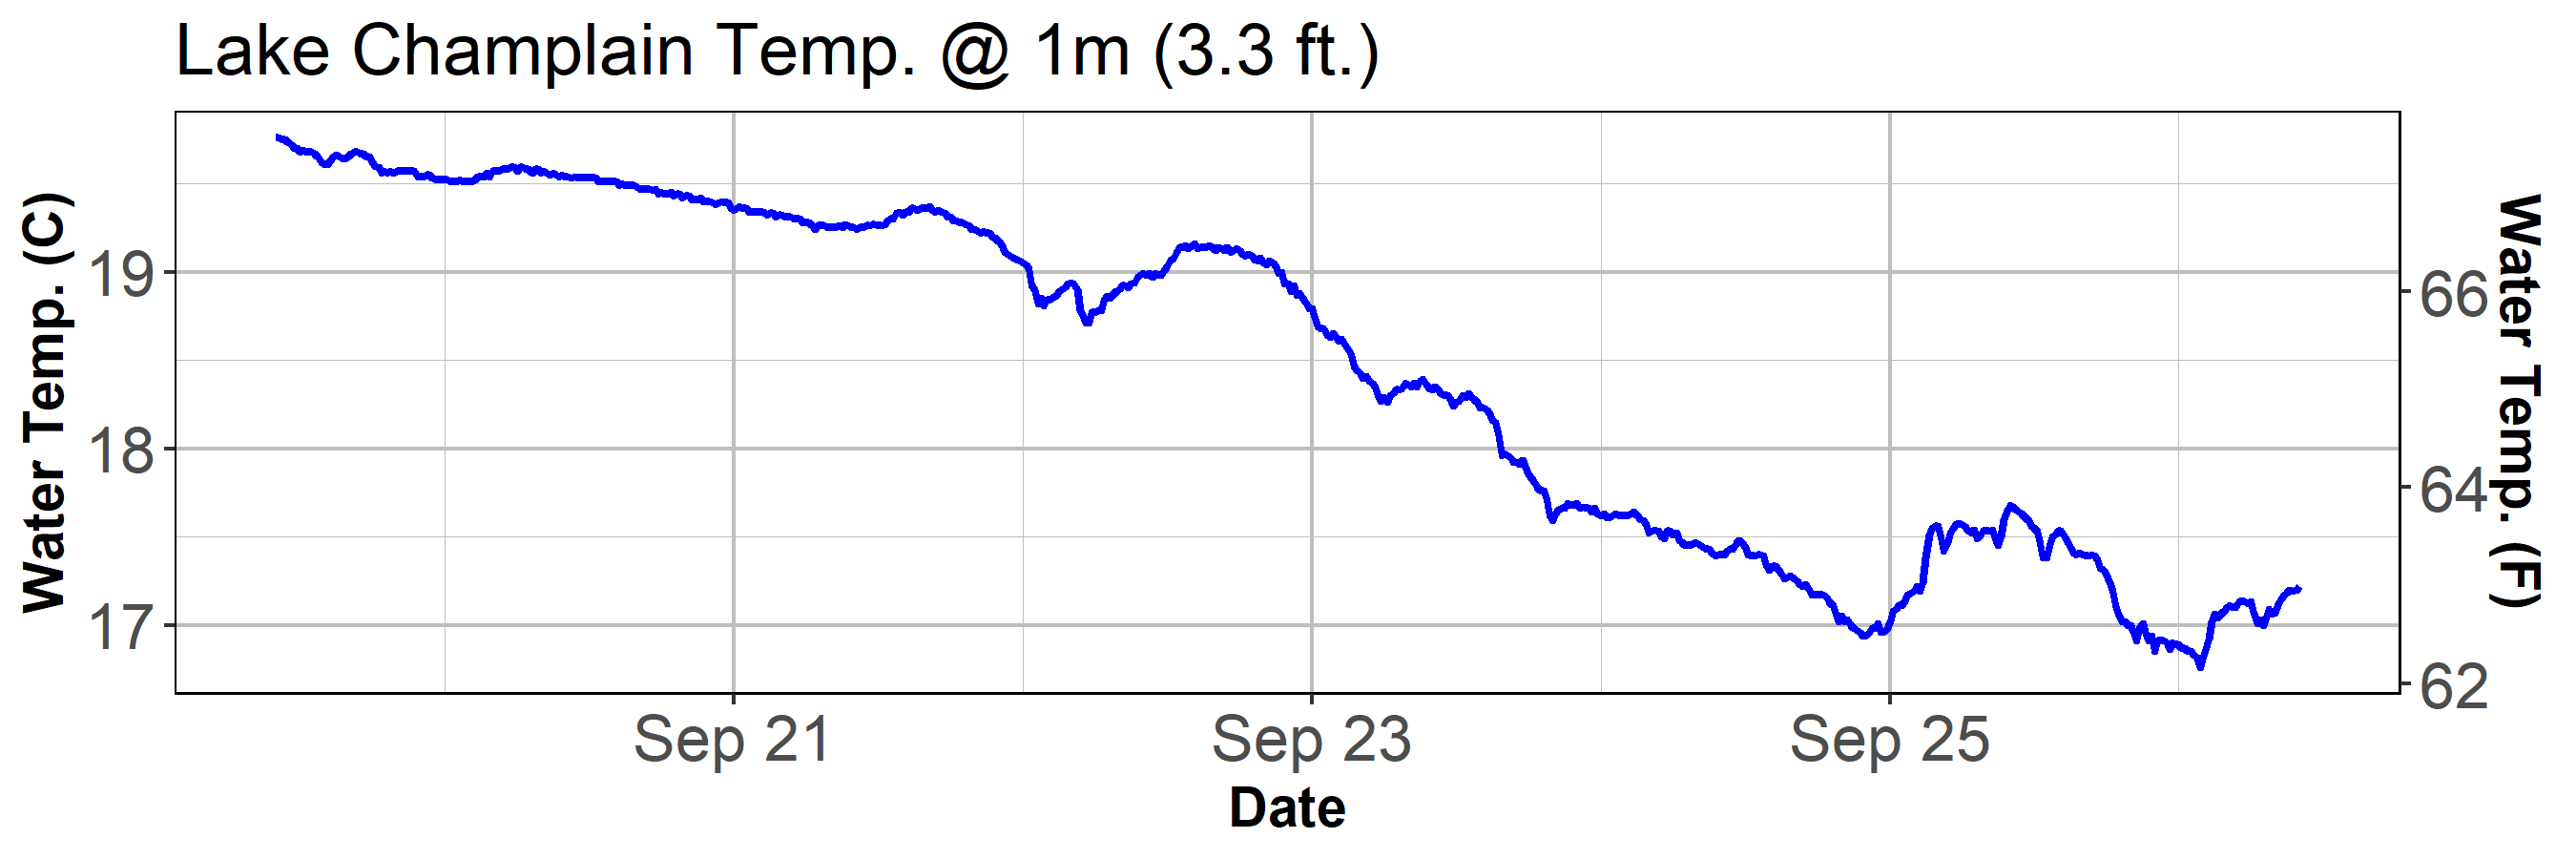 Lake Champlain Temp. @ 1m (3.3 ft.)
Water Temp. (C)
19
18
17
66
64
62
Water Temp. (F)
Sep 21
Sep 23
Sep 25
Date